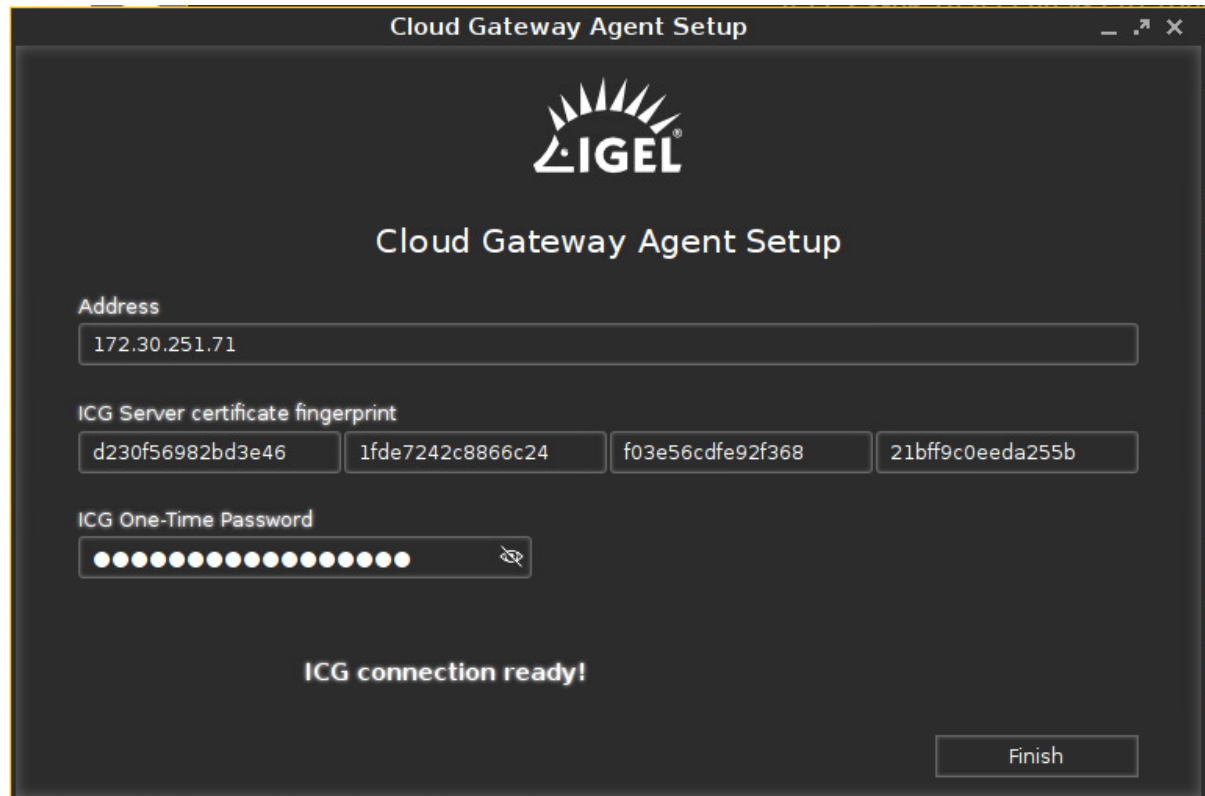 Cloud Gateway Agent Setup
IGEL®
Cloud Gateway Agent Setup
Address
172.30.251.71
ICG Server certificate fingerprint
d230f56982bd3e46 1fde7242c8866c24 f03e56cdfe92f368 21bff9c0eeda255b
ICG One-Time Password
●●●●●●●●●●●●●●●●●
ICG connection ready!
Finish